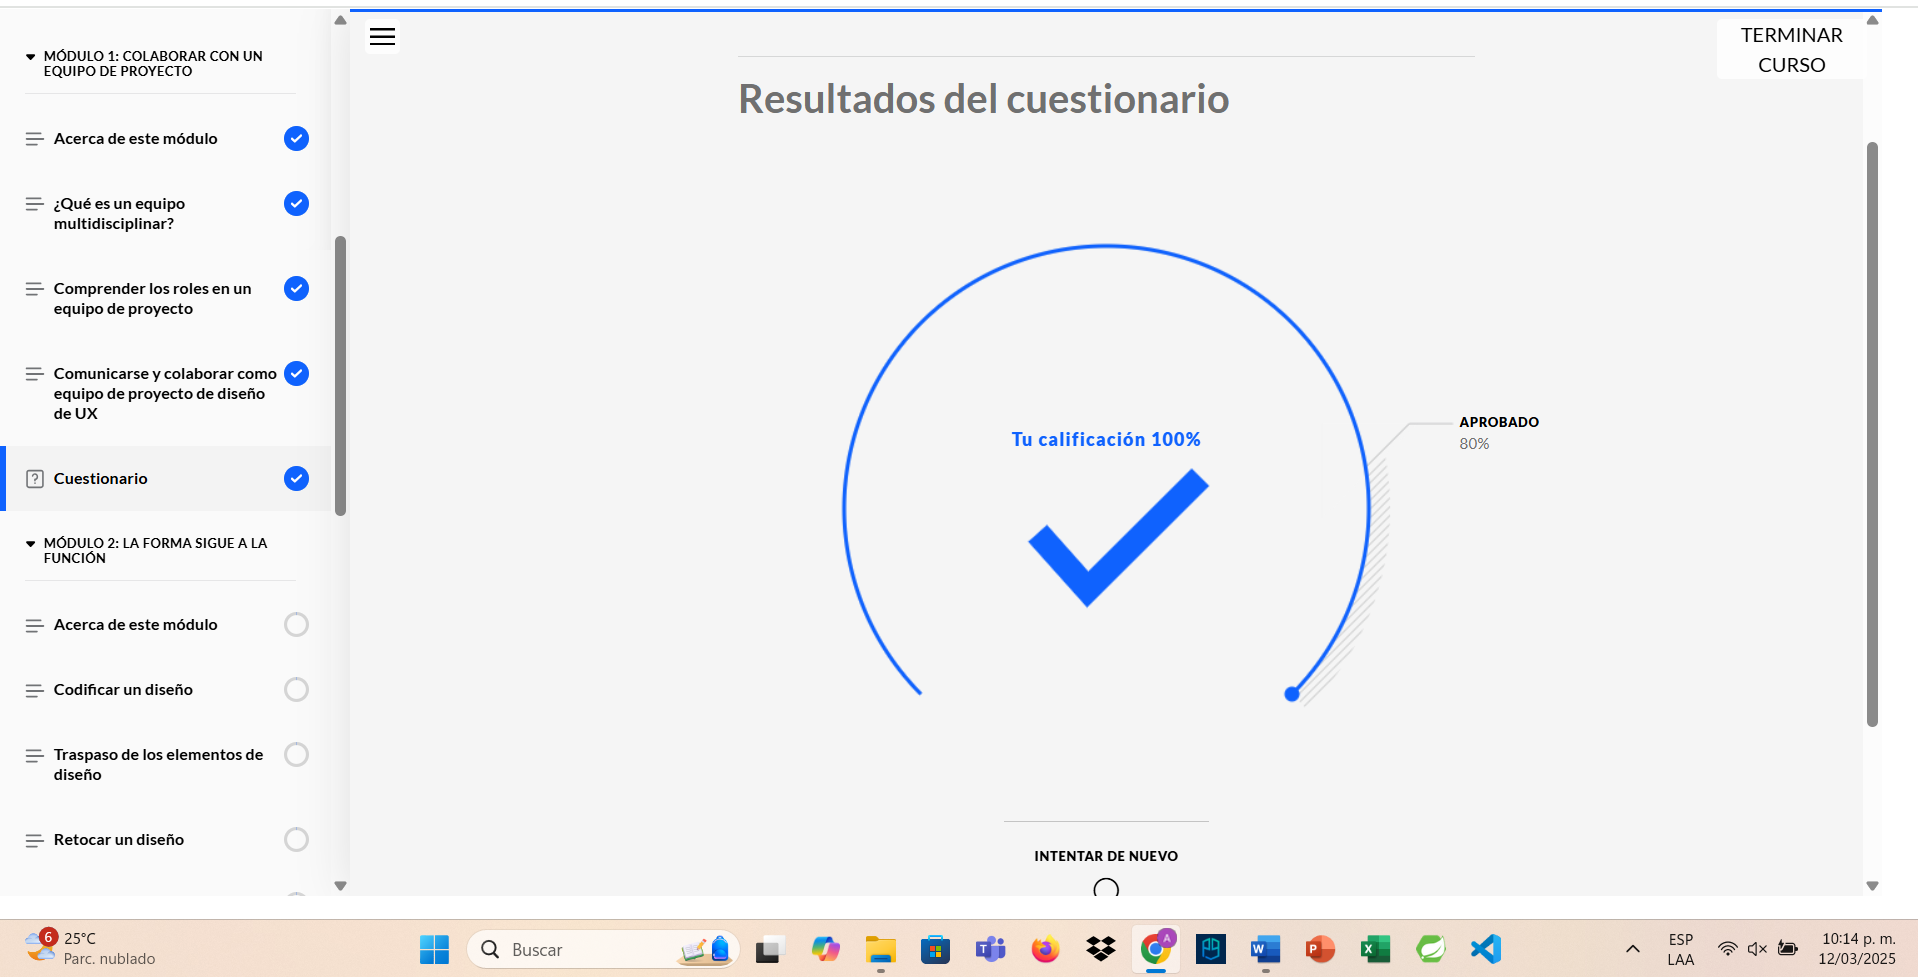 MÓDULO 1: COLABORAR CON UN
EQUIPO DE PROYECTO
Acerca de este módulo
¿Qué es un equipo
multidisciplinar?
Comprender los roles en un
equipo de proyecto
Comunicarse y colaborar como
equipo de proyecto de diseño
de UX
Cuestionario
MÓDULO 2: LA FORMA SIGUE A LA
FUNCIÓN
Acerca de este módulo
Codificar un diseño
Traspaso de los elementos de
diseño
Retocar un diseño
TERMINAR
CURSO
Resultados del cuestionario
Tu calificación 100%
APROBADO
80%
INTENTAR DE NUEVO
6
25°C
Parc. nublado
Buscar
A
ESP
LAA
10:14 p. m.
12/03/2025